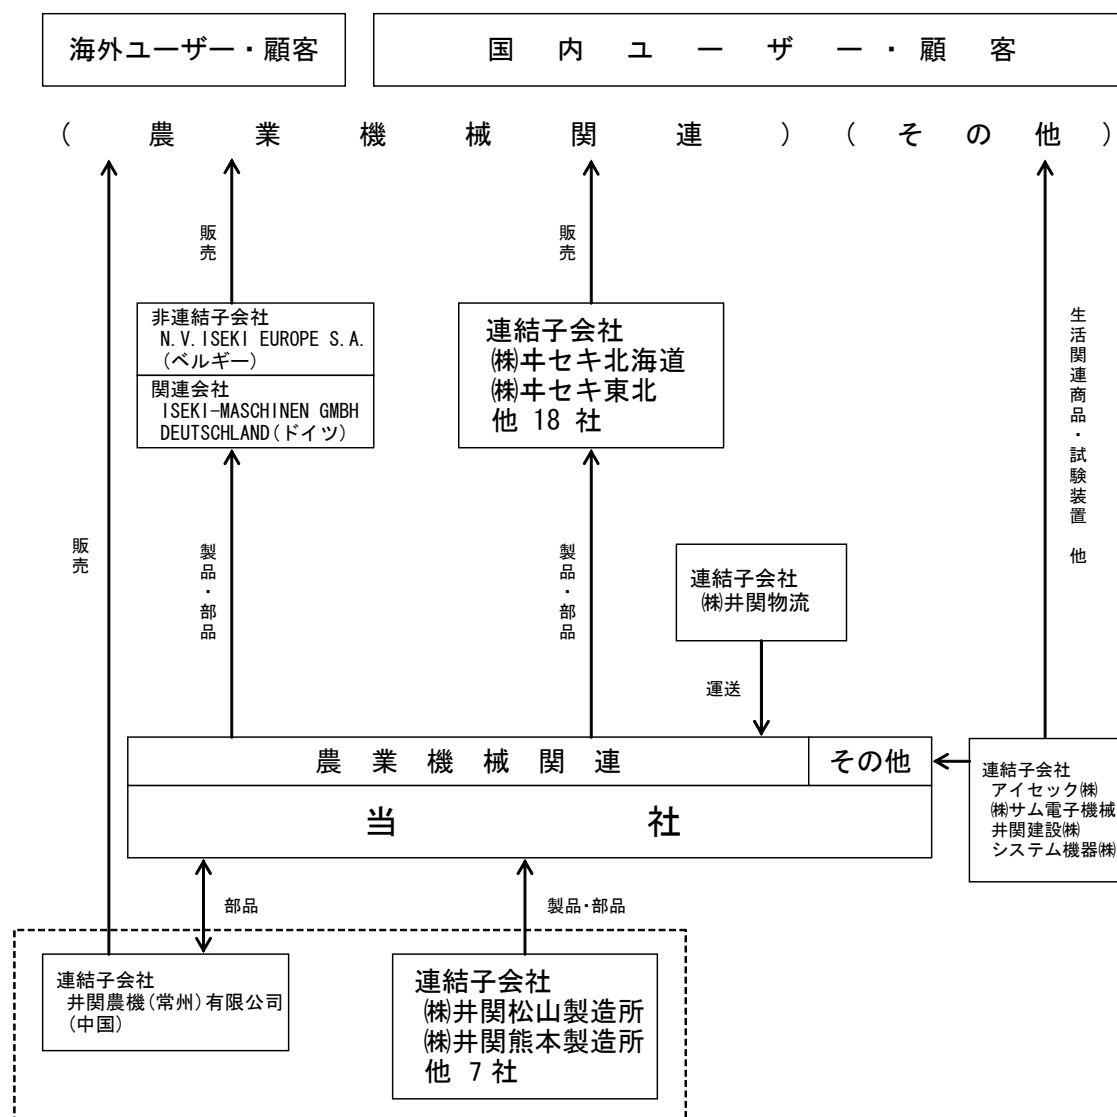 海外ユーザー・顧客
国内ユーザー・顧客
(農業機械関連)(その他)
販売
販売
非連結子会社
N.V.ISEKI EUROPE S.A.
(ベルギー)
関連会社
ISEKI-MASCHINEN GMBH
DEUTSCHLAND(ドイツ)
連結子会社
㈱ヰセキ北海道
㈱ヰセキ東北
他 18 社
生活関連商品・試験装置 他
販売
製品・部品
製品・部品
連結子会社
㈱井関物流
運送
農業機械関連
その他
当社
連結子会社
アイセック㈱
㈱サム電子機械
井関建設㈱
システム機器㈱
部品
製品・部品
連結子会社
井関農機(常州)有限公司
(中国)
連結子会社
㈱井関松山製造所
㈱井関熊本製造所
他 7 社